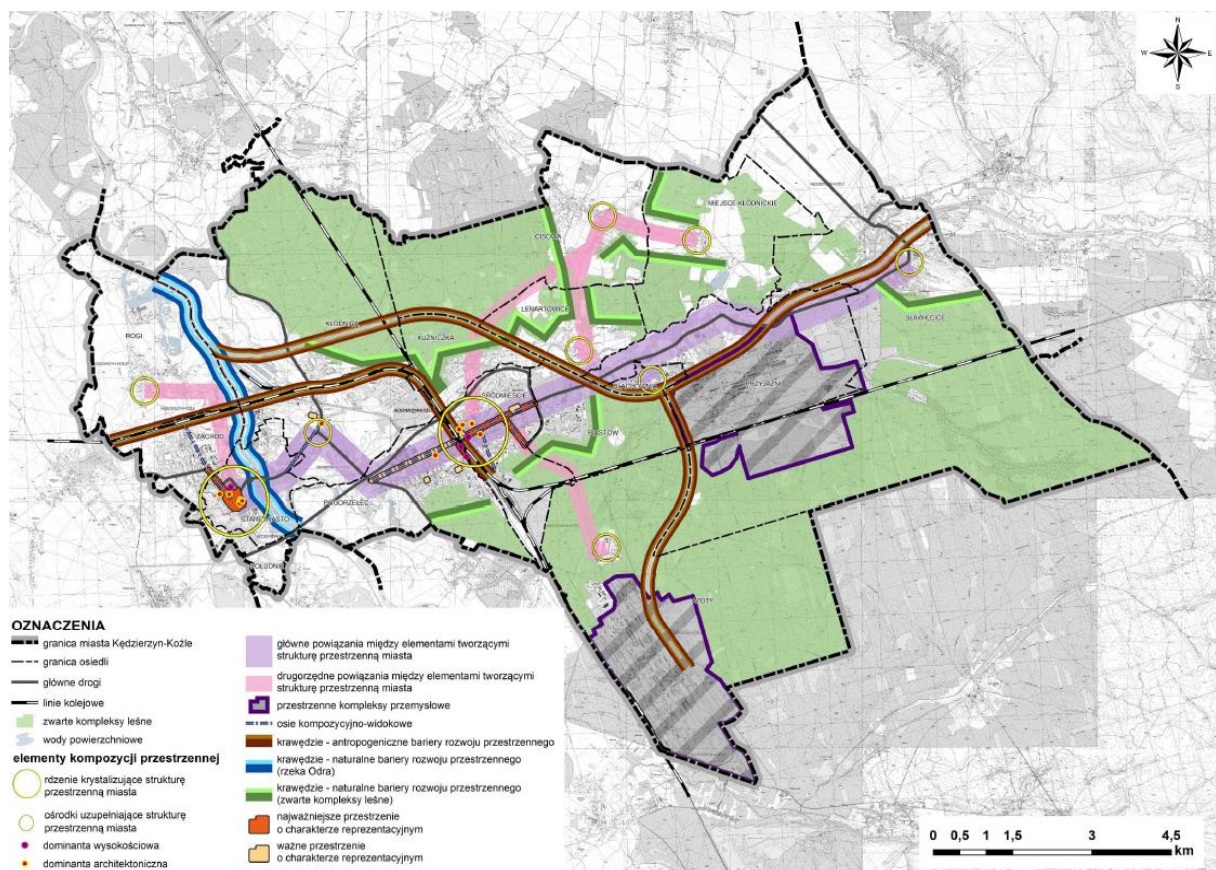 N
W E
S
MIEJSCE KŁODNICKIE
CISOWA
LENARTOWICE
SŁAWIĘCICE
ROGI
KŁODNICA
KUŹNICZKA
ŚRÓDMIEŚCIE
PRZYJAŹNI
PIASTÓW
ZACHÓD
POGORZELEC
STARE MIASTO
POŁUDNIE
AZOTY
OZNACZENIA
granica miasta Kędzierzyn-Koźle
granica osiedli
główne drogi
linie kolejowe
zwarte kompleksy leśne
wody powierzchniowe
elementy kompozycji przestrzennej
rdzenie krystalizujące strukturę
przestrzenną miasta
ośrodki uzupełniające strukturę
przestrzenną miasta
dominanta wysokościowa
dominanta architektoniczna
główne powiązania między elementami tworzącymi
strukturę przestrzenną miasta
drugorzędne powiązania między elementami tworzącymi
strukturę przestrzenną miasta
przestrzenne kompleksy przemysłowe
osie kompozycyjno-widokowe
krawędzie - antropogeniczne bariery rozwoju przestrzennego
krawędzie - naturalne bariery rozwoju przestrzennego
(rzeka Odra)
krawędzie - naturalne bariery rozwoju przestrzennego
(zwarte kompleksy leśne)
najważniejsze przestrzenie
o charakterze reprezentacyjnym
ważne przestrzenie
o charakterze reprezentacyjnym
0 0,5 1 1,5 3 4,5
km